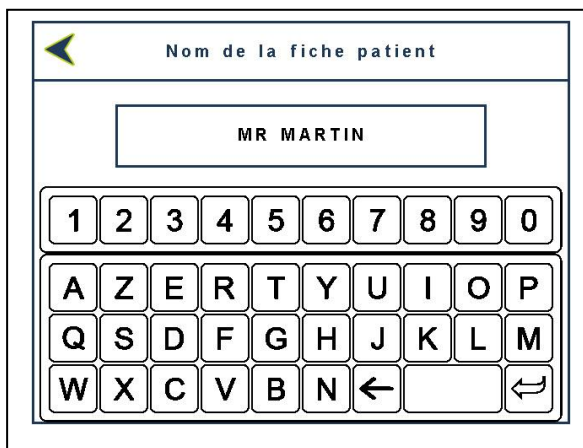 Nom de la fiche patient
MR MARTIN
1 2 3 4 5 6 7 8 9 0
A Z E R T Y U I O P
Q S D F G H J K L M
W X C V B N